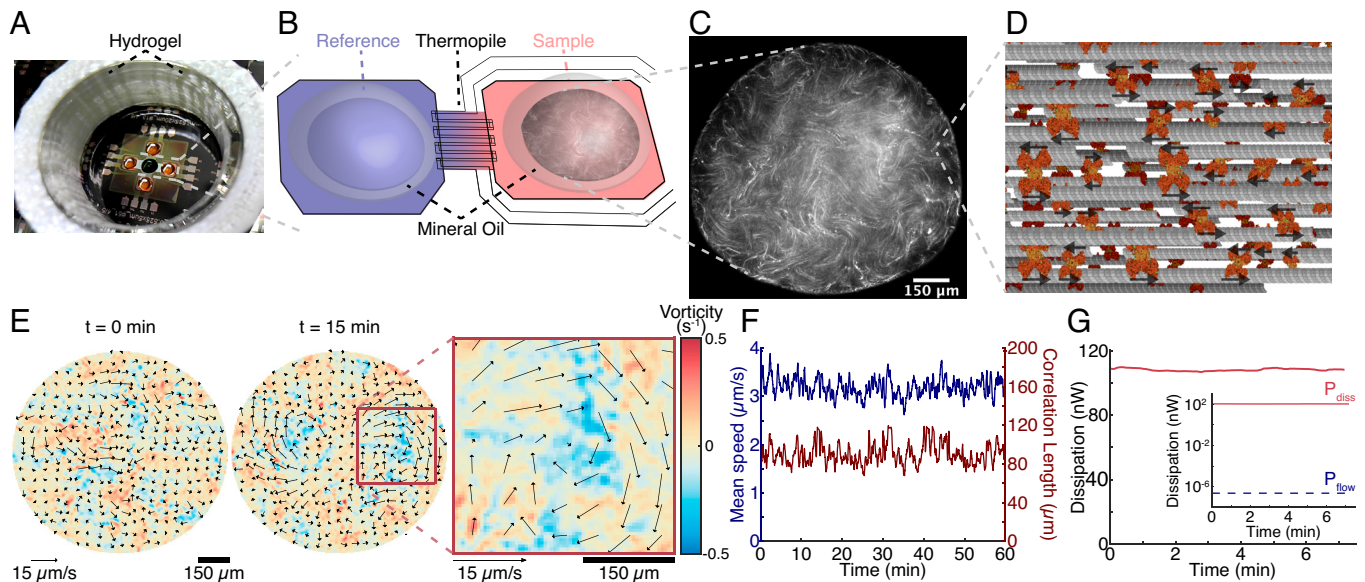 A
Hydrogel
B
Reference
Thermopile
Sample
Mineral Oil
C
150 µm
D
E
t = 0 min
t = 15 min
Vorticity
(s⁻¹)
0.5
0
-0.5
15 µm/s
150 µm
15 µm/s
150 µm
F
Mean speed (µm/s)
4
3
2
1
0
Correlation Length (µm)
200
160
120
80
40
0
0 10 20 30 40 50 60
Time (min)
G
Dissipation (nW)
120
80
40
0
P_diss
Dissipation (nW)
10²
10⁻²
10⁻⁶
P_flow
0 2 4 6
Time (min)
0 2 4 6
Time (min)